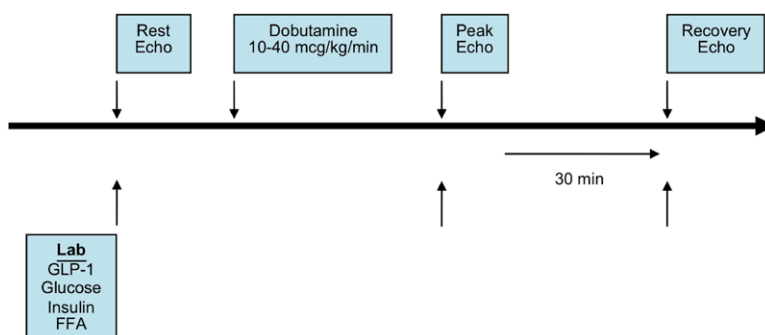 Rest
Echo
Dobutamine
10-40 mcg/kg/min
Peak
Echo
Recovery
Echo
30 min
Lab
GLP-1
Glucose
Insulin
FFA